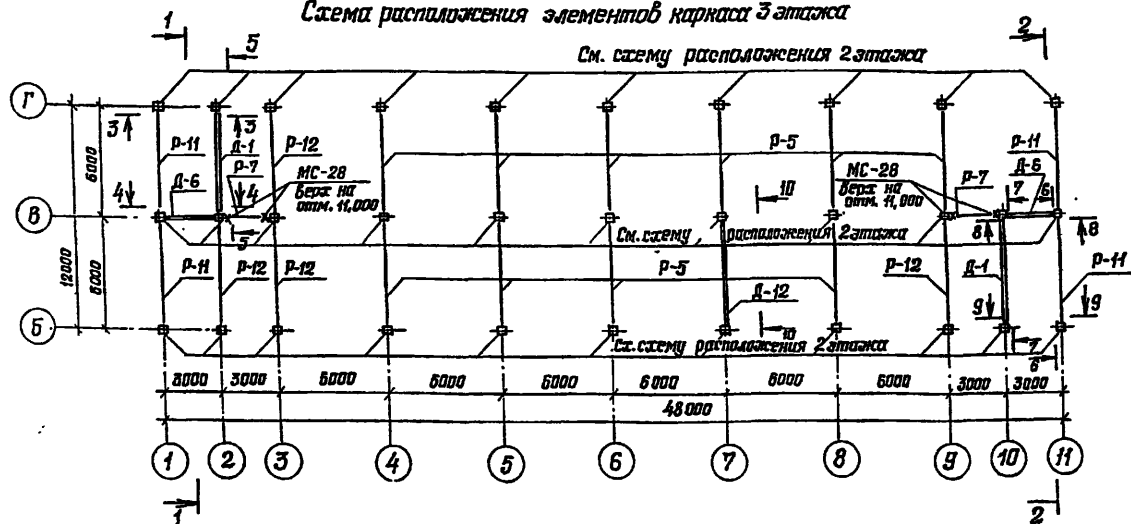 Схема расположения элементов каркаса 3 этажа
1
5
2
См. схему расположения 2 этажа
Г
3
3
Р-11
Д-1
Р-12
Р-5
Р-11
Р-7
МС-28
верх на отм. 11,000
МС-28
верх на отм. 11,000
Р-7
Д-6
4
4
Д-6
10
7
6
В
5
См. схему расположения 2 этажа
8
8
6000
12000
6000
Р-11
Р-12
Р-12
Р-5
Р-12
Д-1
Р-11
Д-12
9
9
Б
10
См. схему расположения 2 этажа
7
6
3000
3000
6000
6000
6000
6000
6000
6000
3000
3000
48000
1
2
3
4
5
6
7
8
9
10
11
1
2